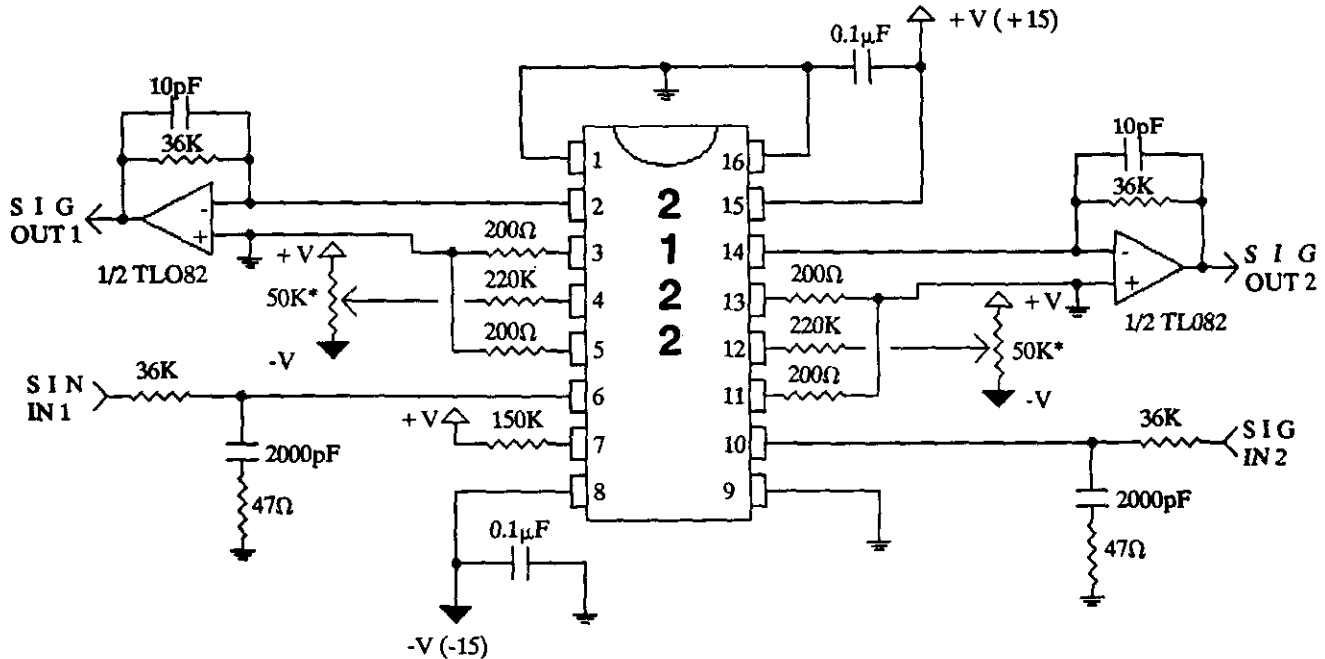 +V (+15)
0.1µF
10pF
36K
1
16
10pF
36K
S I G
OUT 1
-
+
1/2 TLO82
2
15
2
1
2
2
200Ω
3
14
-
+
S I G
OUT 2
1/2 TL082
+V
50K*
-V
220K
4
13
200Ω
200Ω
5
12
220K
+V
50K*
-V
S I N
IN 1
36K
6
11
200Ω
+V
150K
7
10
36K
S I G
IN 2
2000pF
47Ω
8
9
2000pF
47Ω
0.1µF
-V (-15)